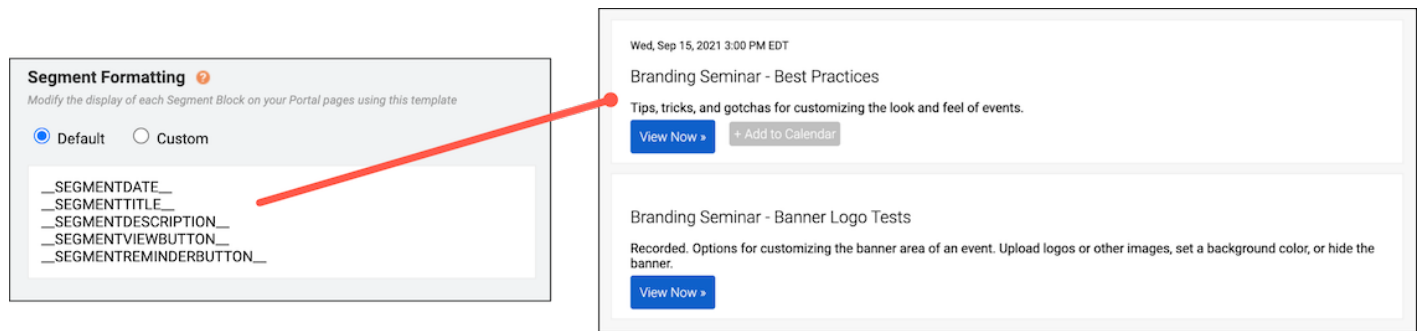 Segment Formatting ?
Modify the display of each Segment Block on your Portal pages using this template
Default Custom
__SEGMENTDATE__
__SEGMENTTITLE__
__SEGMENTDESCRIPTION__
__SEGMENTVIEWBUTTON__
__SEGMENTREMINDERBUTTON__
Wed, Sep 15, 2021 3:00 PM EDT
Branding Seminar - Best Practices
Tips, tricks, and gotchas for customizing the look and feel of events.
View Now » + Add to Calendar
Branding Seminar - Banner Logo Tests
Recorded. Options for customizing the banner area of an event. Upload logos or other images, set a background color, or hide the
banner.
View Now »